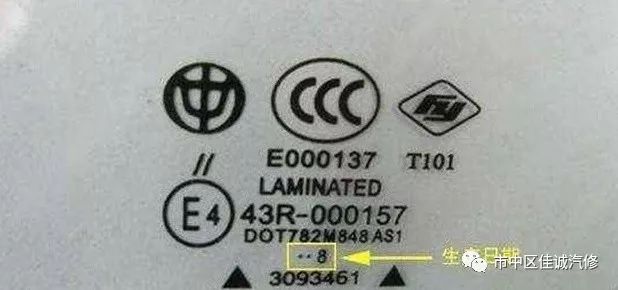 CCC
E000137 T101
//
LAMINATED
E4 43R-000157
DOT782M848 AS1
··8 生产日期
▲ 3093461 ▲
市中区佳诚汽修